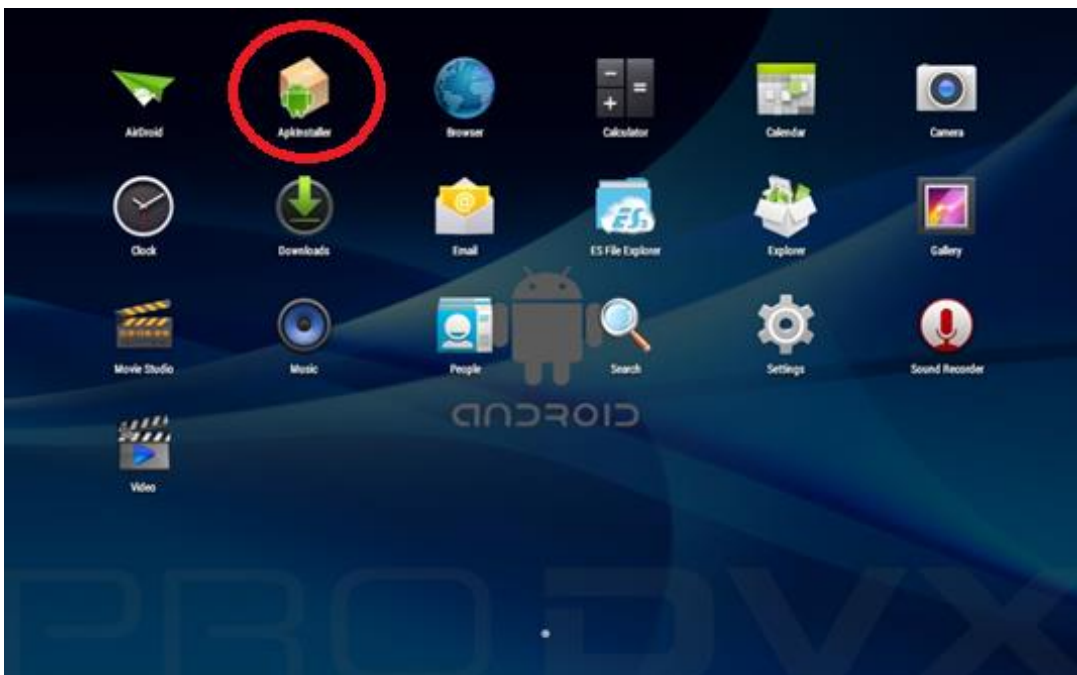 AirDroid
ApkInstaller
Browser
Calculator
Calendar
Camera
Clock
Downloads
Email
ES File Explorer
Explorer
Gallery
Movie Studio
Music
People
Search
Settings
Sound Recorder
ANDROID
Video
PRODVX